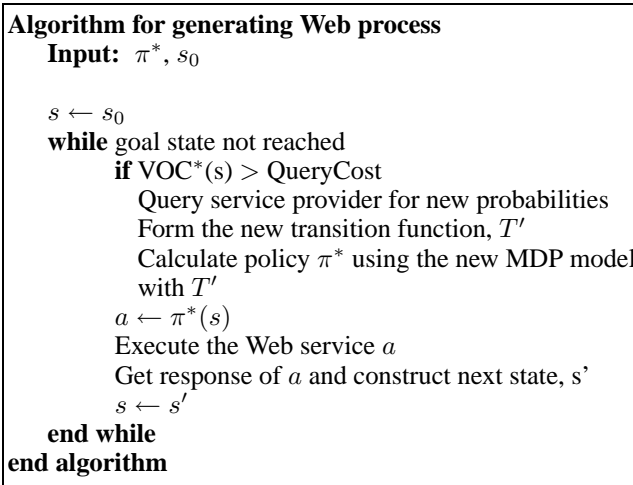 Algorithm for generating Web process
Input: π*, s₀
s ← s₀
while goal state not reached
if VOC*(s) > QueryCost
Query service provider for new probabilities
Form the new transition function, T′
Calculate policy π* using the new MDP model
with T′
a ← π*(s)
Execute the Web service a
Get response of a and construct next state, s'
s ← s′
end while
end algorithm